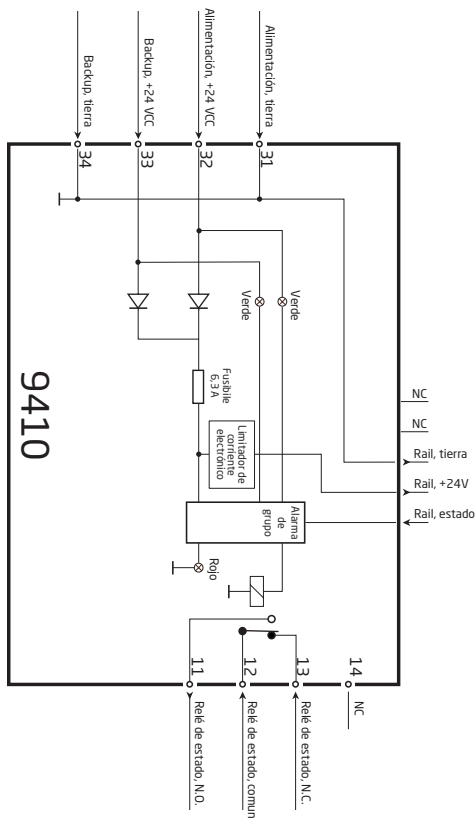 Backup, tierra
Backup, +24 VCC
Alimentación, +24 VCC
Alimentación, tierra
34
33
32
31
Verde
Verde
Fusibile
6,3 A
Limitador de
corriente
electrónico
Alarma
de
grupo
Rojo
9410
NC
NC
Rail, tierra
Rail, +24V
Rail, estado
11
12
13
14
Relé de estado, N.O.
Relé de estado, comun
Relé de estado, N.C.
NC